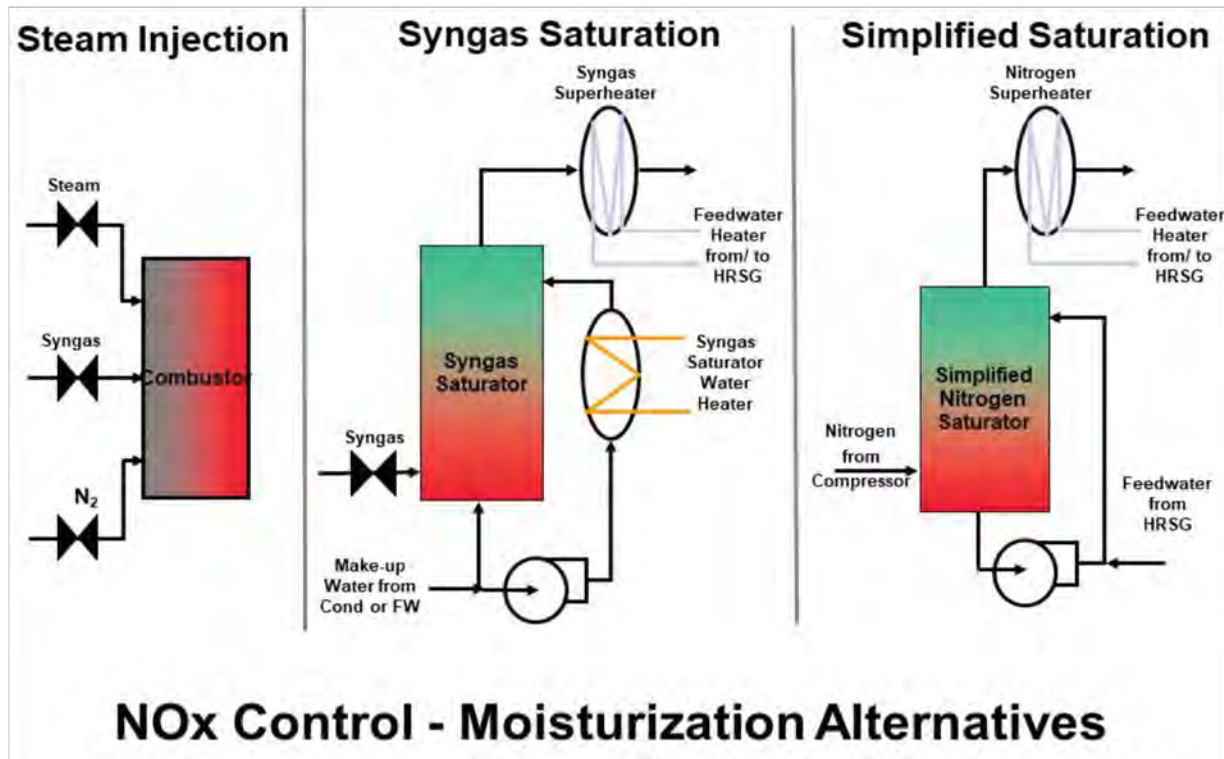 Steam Injection
Steam
Syngas
Combustor
N₂
Syngas Saturation
Syngas
Superheater
Feedwater
Heater
from/ to
HRSG
Syngas
Saturator
Syngas
Saturator
Water
Heater
Syngas
Make-up
Water from
Cond or FW
Simplified Saturation
Nitrogen
Superheater
Feedwater
Heater
from/ to
HRSG
Simplified
Nitrogen
Saturator
Nitrogen
from
Compressor
Feedwater
from
HRSG
NOx Control - Moisturization Alternatives